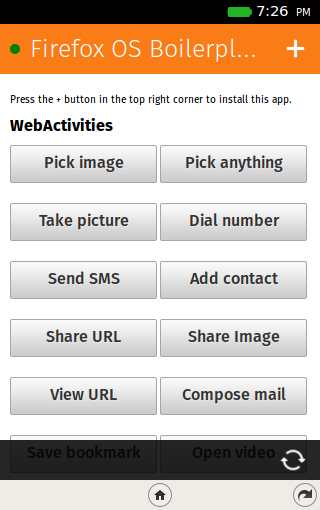 7:26 PM
Firefox OS Boilerpl...
Press the + button in the top right corner to install this app.
WebActivities
Pick image Pick anything
Take picture Dial number
Send SMS Add contact
Share URL Share Image
View URL Compose mail
Save bookmark Open video